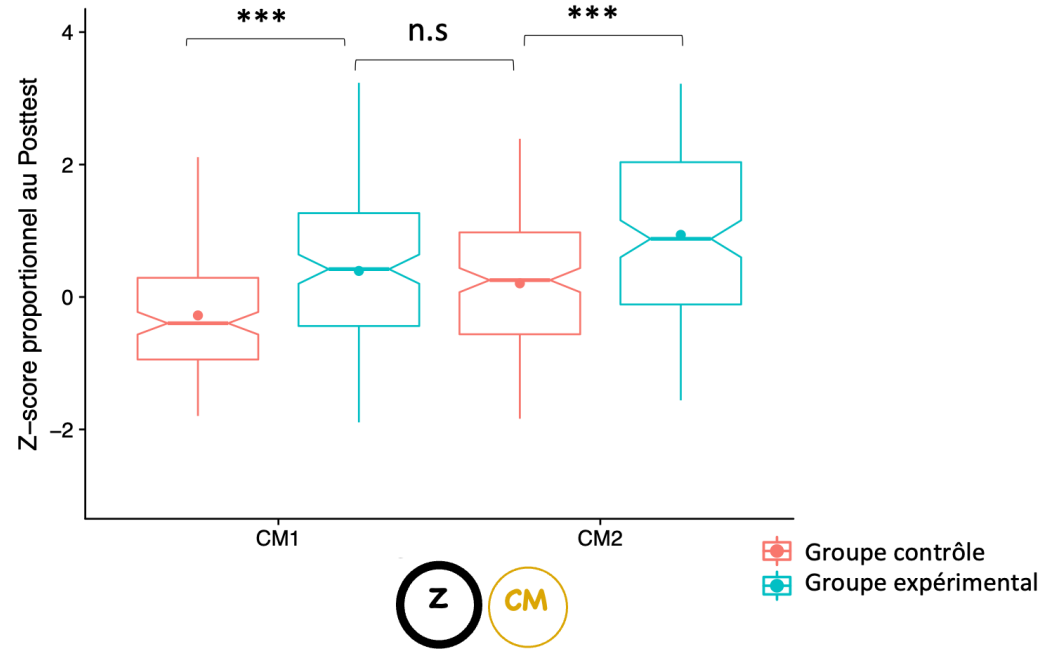 ***
n.s
***
Z−score proportionnel au Posttest
4
2
0
−2
CM1
CM2
Groupe contrôle
Groupe expérimental
Z
CM